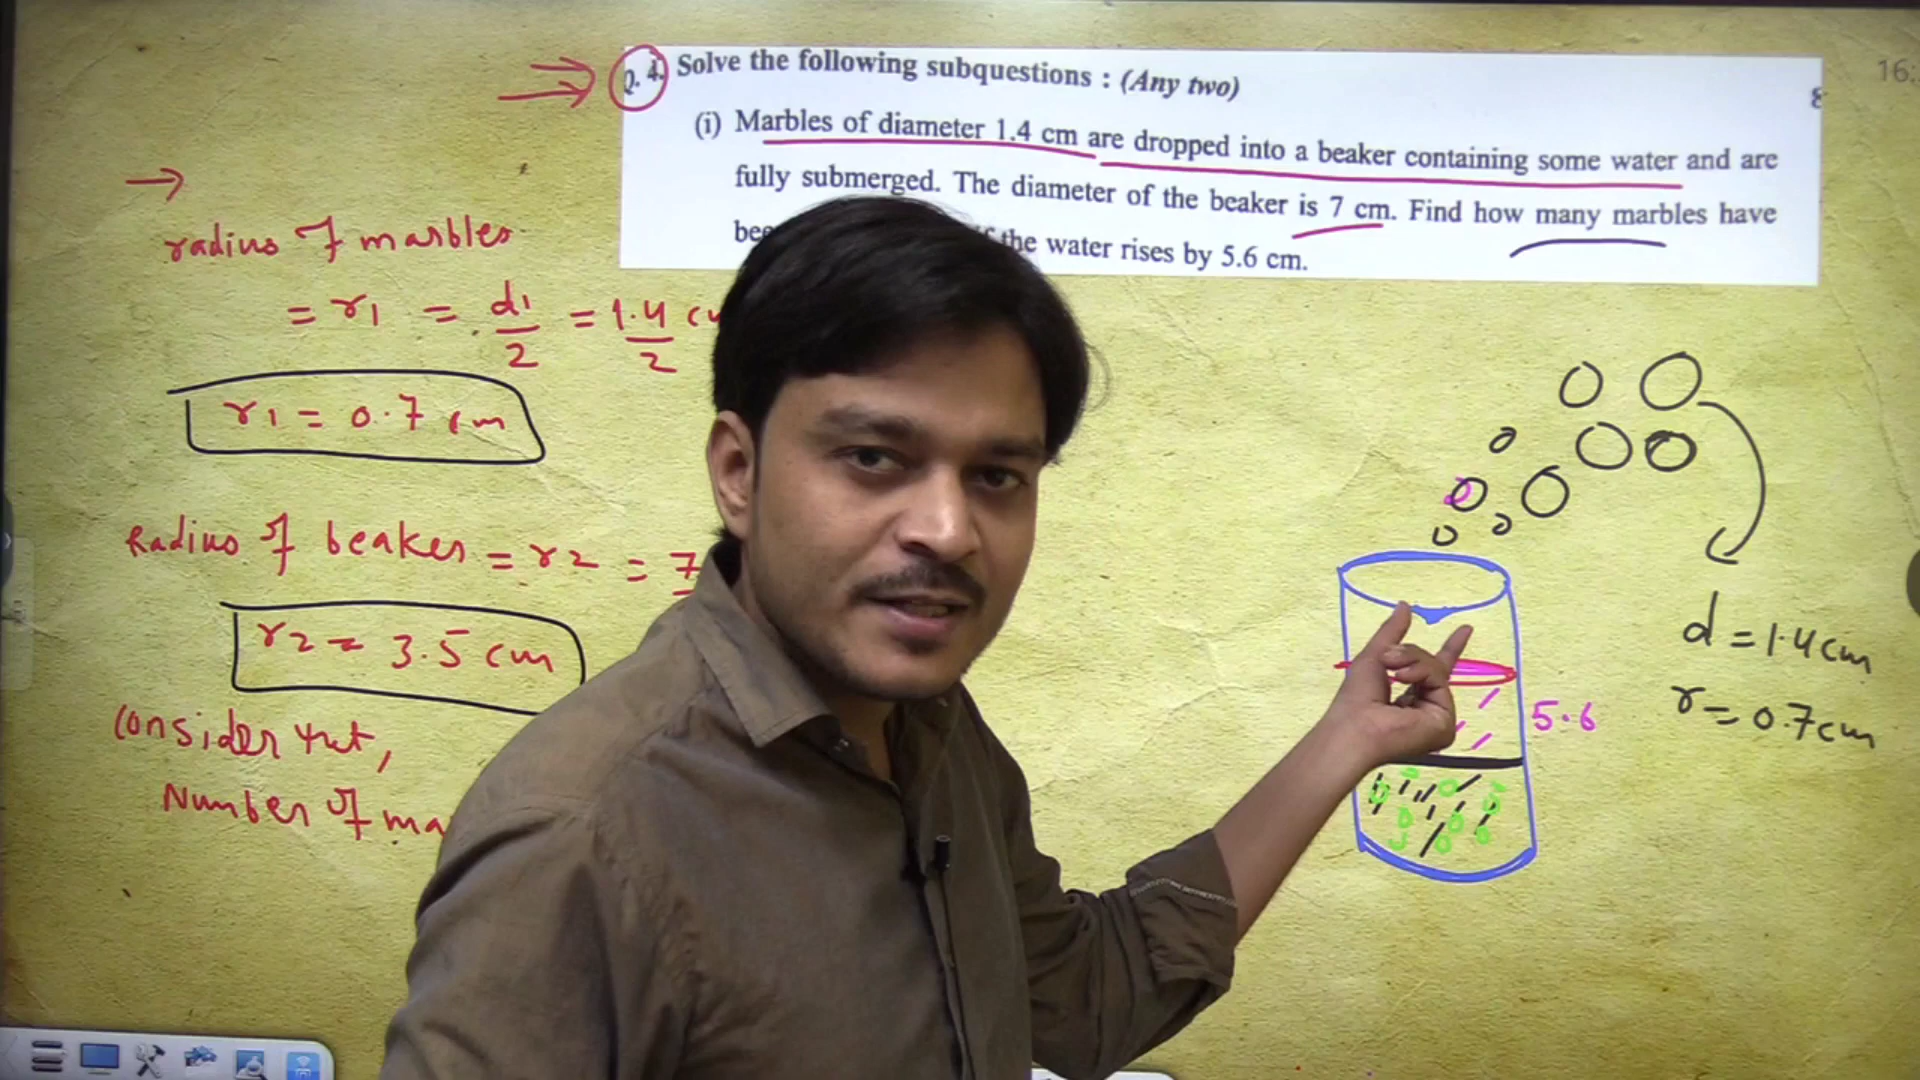 16:
Q. 4. Solve the following subquestions : (Any two)
8
(i) Marbles of diameter 1.4 cm are dropped into a beaker containing some water and are
fully submerged. The diameter of the beaker is 7 cm. Find how many marbles have
the water rises by 5.6 cm.
radius of marbles
= r1 = d1/2 = 1.4/2
r1 = 0.7 cm
Radius of beaker = r2 = 7
r2 = 3.5 cm
Consider that,
Number of ma
5.6
d = 1.4 cm
r = 0.7 cm